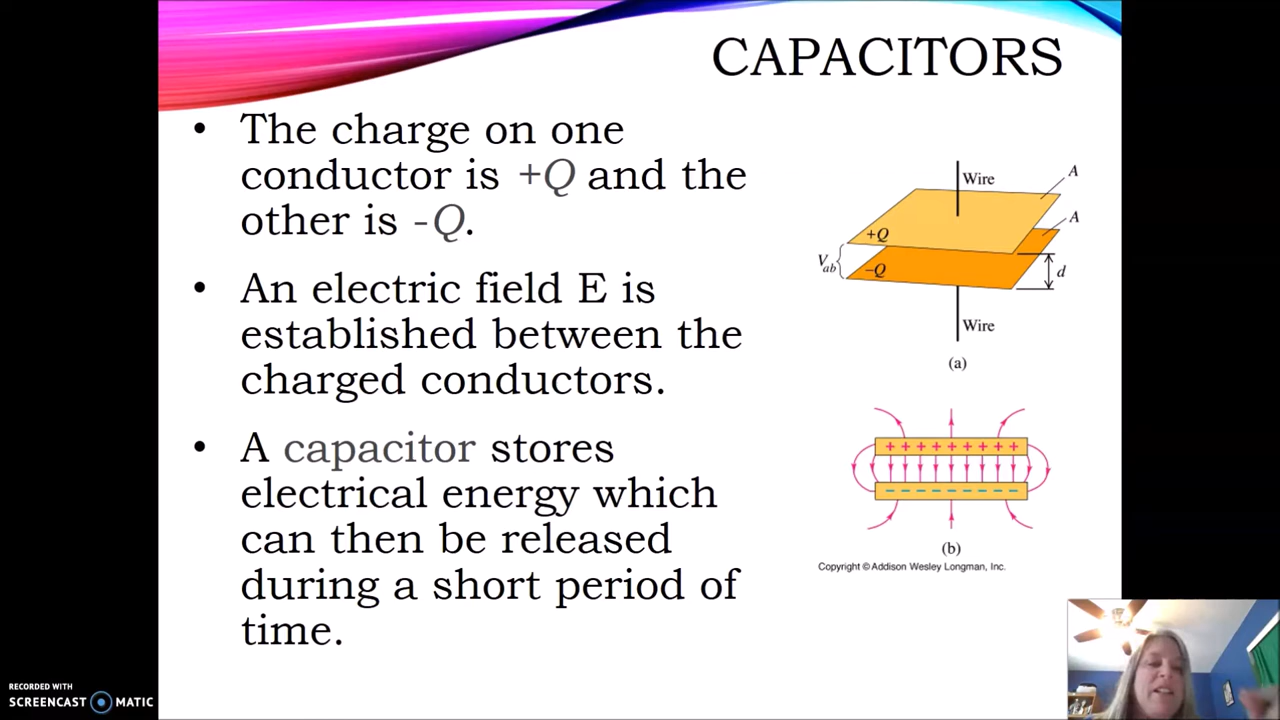 CAPACITORS
• The charge on one
conductor is +Q and the
other is -Q.
• An electric field E is
established between the
charged conductors.
• A capacitor stores
electrical energy which
can then be released
during a short period of
time.
Wire
A
A
+Q
Vab
-Q
d
Wire
(a)
+ + + + + + + + +
− − − − − − − − −
(b)
Copyright © Addison Wesley Longman, Inc.
RECORDED WITH
SCREENCAST MATIC